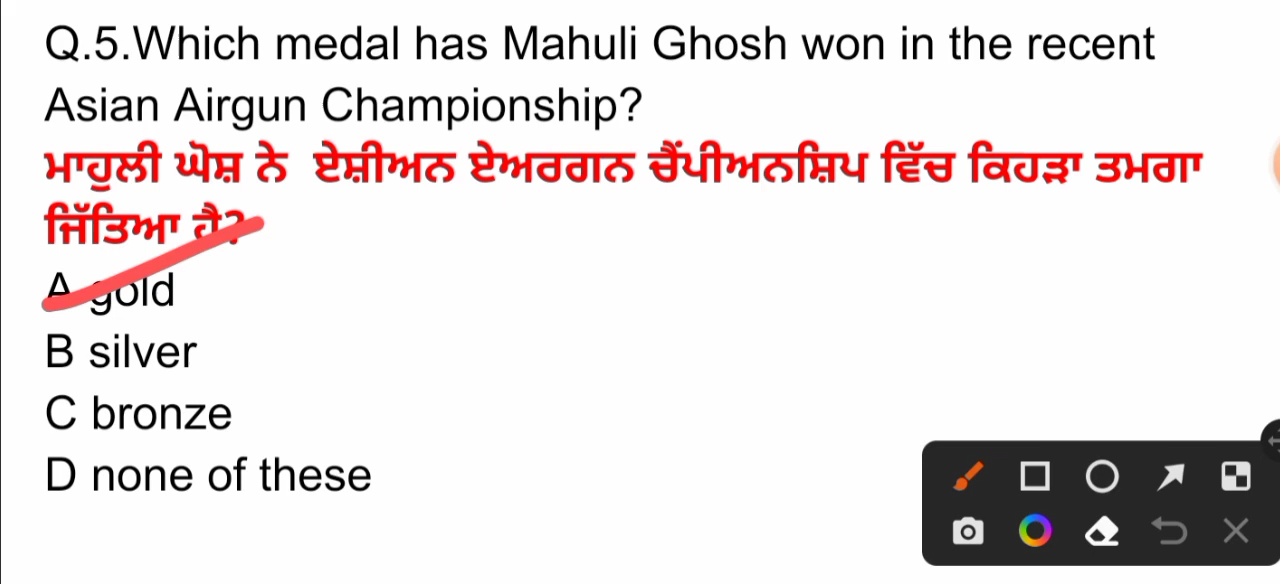 Q.5.Which medal has Mahuli Ghosh won in the recent
Asian Airgun Championship?
ਮਾਹੁਲੀ ਘੋਸ਼ ਨੇ ਏਸ਼ੀਅਨ ਏਅਰਗਨ ਚੈਂਪੀਅਨਸ਼ਿਪ ਵਿੱਚ ਕਿਹੜਾ ਤਮਗਾ
ਜਿੱਤਿਆ ਹੈ?
A gold
B silver
C bronze
D none of these